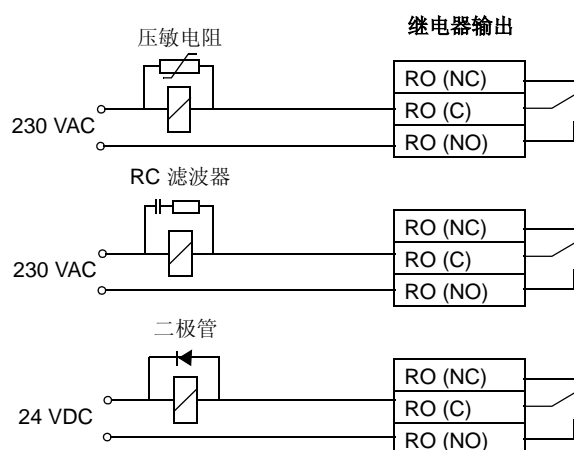 继电器输出
压敏电阻
RO (NC)
RO (C)
230 VAC
RO (NO)
RC 滤波器
RO (NC)
RO (C)
230 VAC
RO (NO)
二极管
RO (NC)
RO (C)
24 VDC
RO (NO)